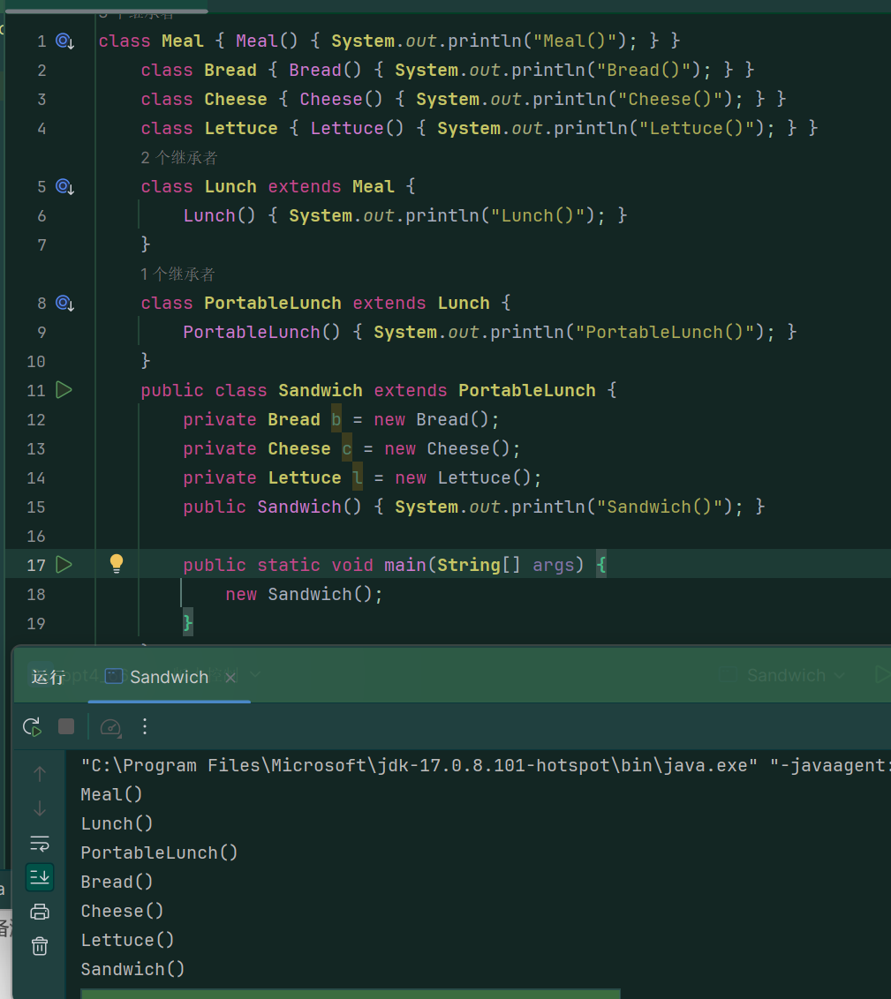 个继承者
1 class Meal { Meal() { System.out.println("Meal()"); } }
2 class Bread { Bread() { System.out.println("Bread()"); } }
3 class Cheese { Cheese() { System.out.println("Cheese()"); } }
4 class Lettuce { Lettuce() { System.out.println("Lettuce()"); } }
2 个继承者
5 class Lunch extends Meal {
6 Lunch() { System.out.println("Lunch()"); }
7 }
1 个继承者
8 class PortableLunch extends Lunch {
9 PortableLunch() { System.out.println("PortableLunch()"); }
10 }
11 public class Sandwich extends PortableLunch {
12 private Bread b = new Bread();
13 private Cheese c = new Cheese();
14 private Lettuce l = new Lettuce();
15 public Sandwich() { System.out.println("Sandwich()"); }
16
17 public static void main(String[] args) {
18 new Sandwich();
19 }
运行 Sandwich Sandwich
"C:\Program Files\Microsoft\jdk-17.0.8.101-hotspot\bin\java.exe" "-javaagent:
Meal()
Lunch()
PortableLunch()
Bread()
Cheese()
Lettuce()
Sandwich()